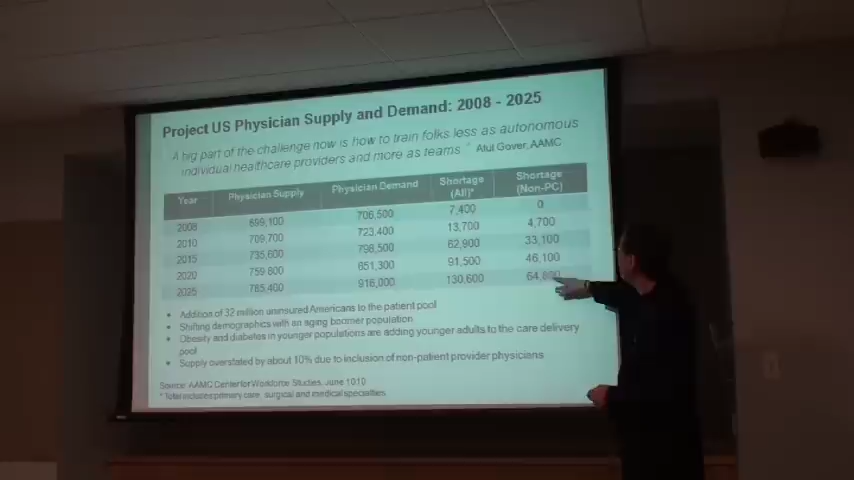 Project US Physician Supply and Demand: 2008 - 2025
A big part of the challenge now is how to train folks less as autonomous
individual healthcare providers and more as teams." Atul Gover, AAMC
Year Physician Supply Physician Demand Shortage (All)* Shortage (Non-PC)
2008 699,100 706,500 7,400 0
2010 709,700 723,400 13,700 4,700
2015 735,600 798,500 62,900 33,100
2020 759,800 851,300 91,500 46,100
2025 785,400 916,000 130,600
• Addition of 32 million uninsured Americans to the patient pool
• Shifting demographics with an aging boomer population
• Obesity and diabetes in younger populations are adding younger adults to the care delivery
pool
• Supply overstated by about 10% due to inclusion of non-patient provider physicians
Source: AAMC Center for Workforce Studies, June 1010
* Total includes primary care, surgical and medical specialties